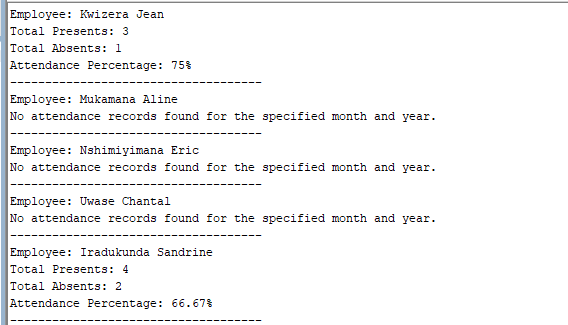 Employee: Kwizera Jean
Total Presents: 3
Total Absents: 1
Attendance Percentage: 75%
------------------------------------
Employee: Mukamana Aline
No attendance records found for the specified month and year.
------------------------------------
Employee: Nshimiyimana Eric
No attendance records found for the specified month and year.
------------------------------------
Employee: Uwase Chantal
No attendance records found for the specified month and year.
------------------------------------
Employee: Iradukunda Sandrine
Total Presents: 4
Total Absents: 2
Attendance Percentage: 66.67%
------------------------------------